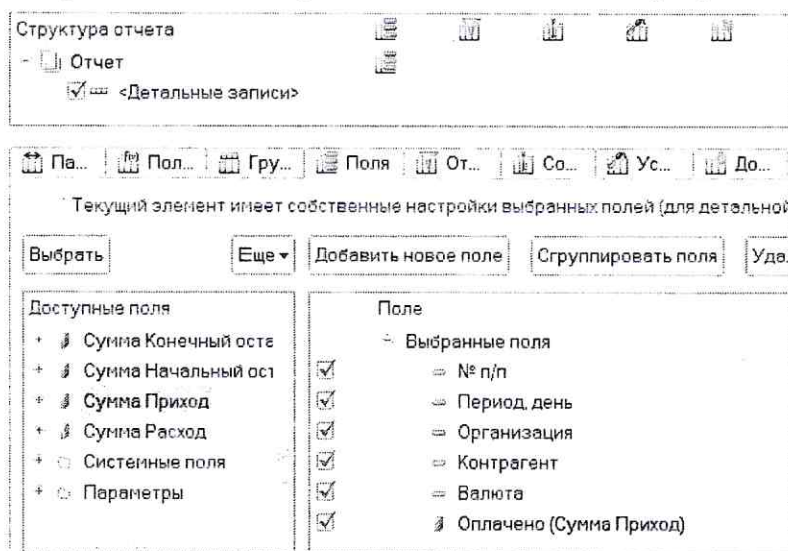 Структура отчета
- Отчет
<Детальные записи>
Па... Пол... Гру... Поля От... Со... Ус... До...
Текущий элемент имеет собственные настройки выбранных полей (для детальной
Выбрать Еще Добавить новое поле Сгруппировать поля Уда
Доступные поля
+ Сумма Конечный оста
+ Сумма Начальный ост
+ Сумма Приход
+ Сумма Расход
+ Системные поля
+ Параметры
Поле
- Выбранные поля
№ п/п
Период, день
Организация
Контрагент
Валюта
Оплачено (Сумма Приход)